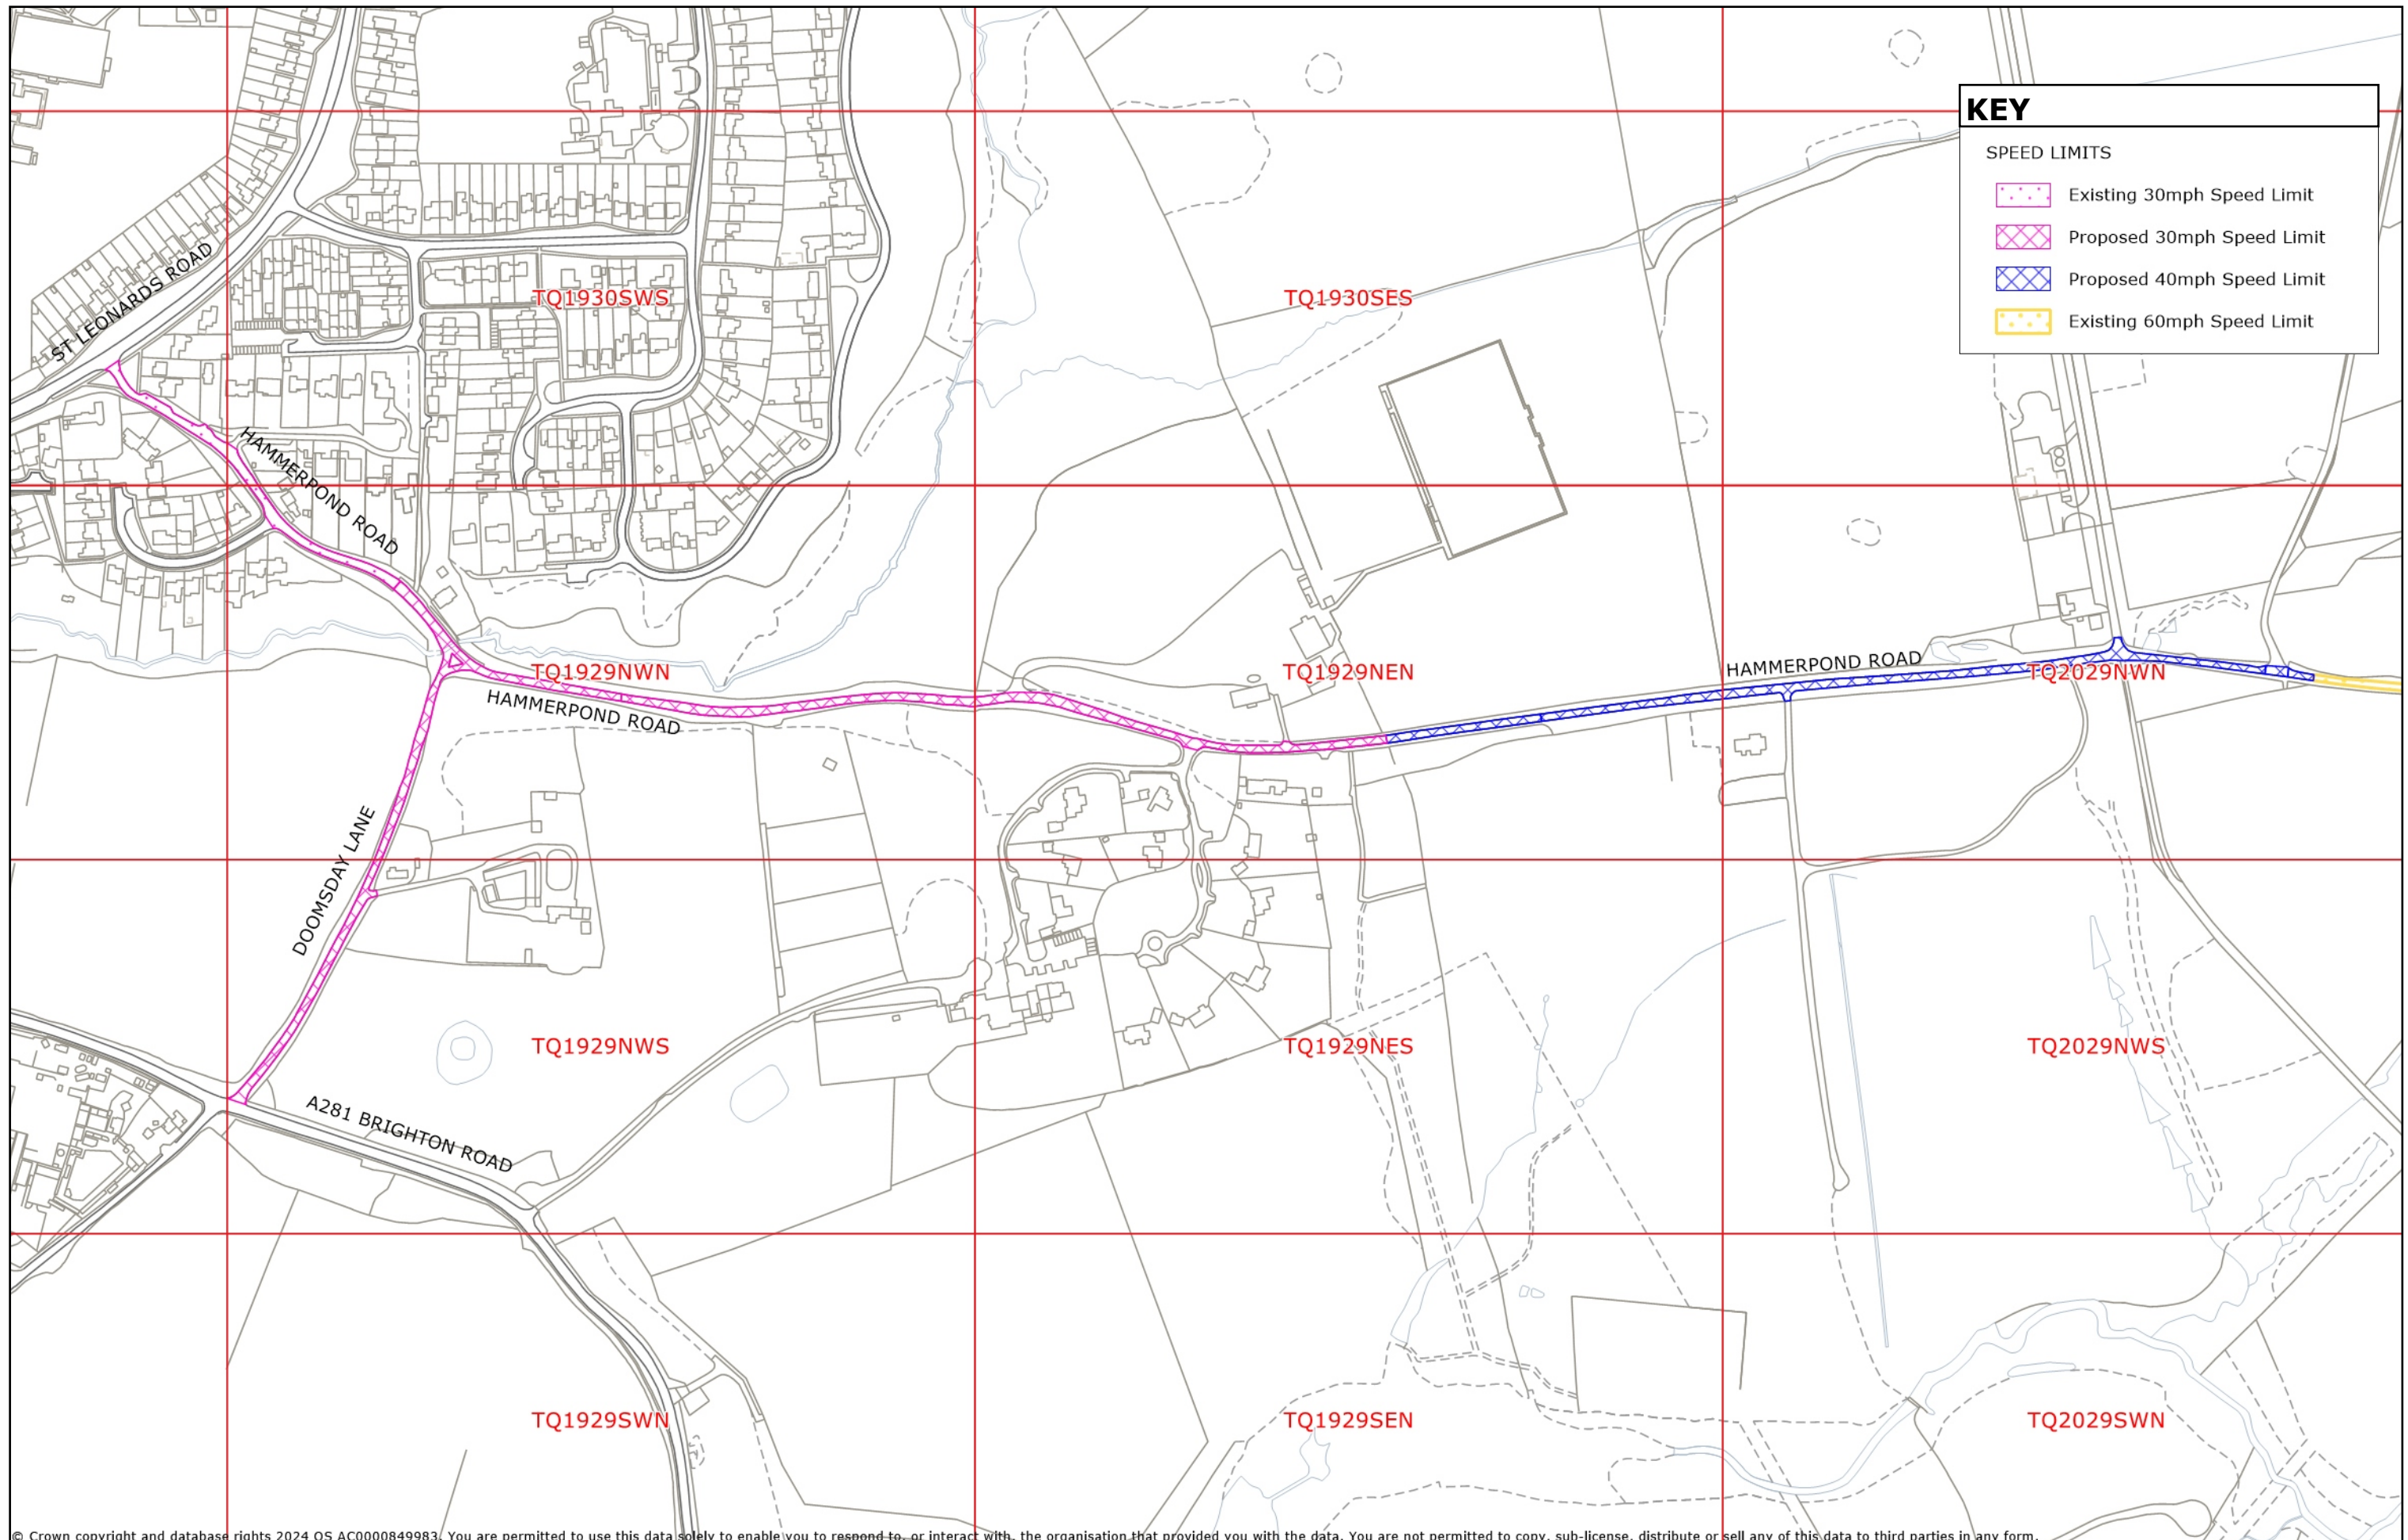 KEY
SPEED LIMITS
Existing 30mph Speed Limit
Proposed 30mph Speed Limit
Proposed 40mph Speed Limit
Existing 60mph Speed Limit
ST LEONARDS ROAD
TQ1930SWS
TQ1930SES
HAMMERPOND ROAD
TQ1929NWN
TQ1929NEN
HAMMERPOND ROAD
TQ2029NWN
HAMMERPOND ROAD
DOOMSDAY LANE
TQ1929NWS
TQ1929NES
TQ2029NWS
A281 BRIGHTON ROAD
TQ1929SWN
TQ1929SEN
TQ2029SWN
© Crown copyright and database rights 2024 OS AC0000849983. You are permitted to use this data solely to enable you to respond to, or interact with, the organisation that provided you with the data. You are not permitted to copy, sub-license, distribute or sell any of this data to third parties in any form.